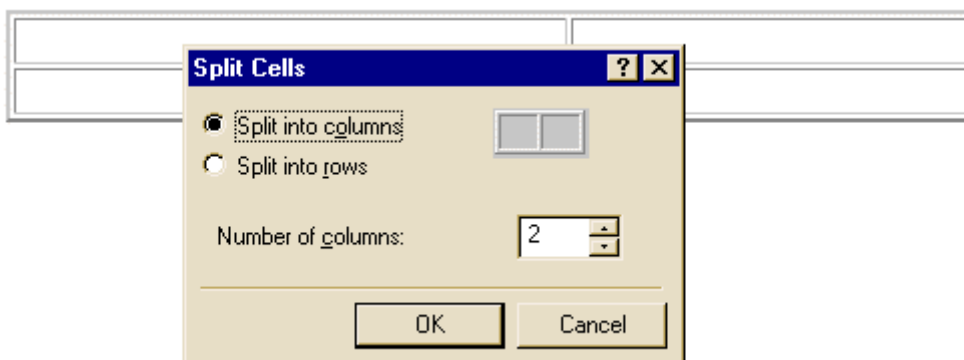 Split Cells
Split into columns
Split into rows
Number of columns:
2
OK
Cancel